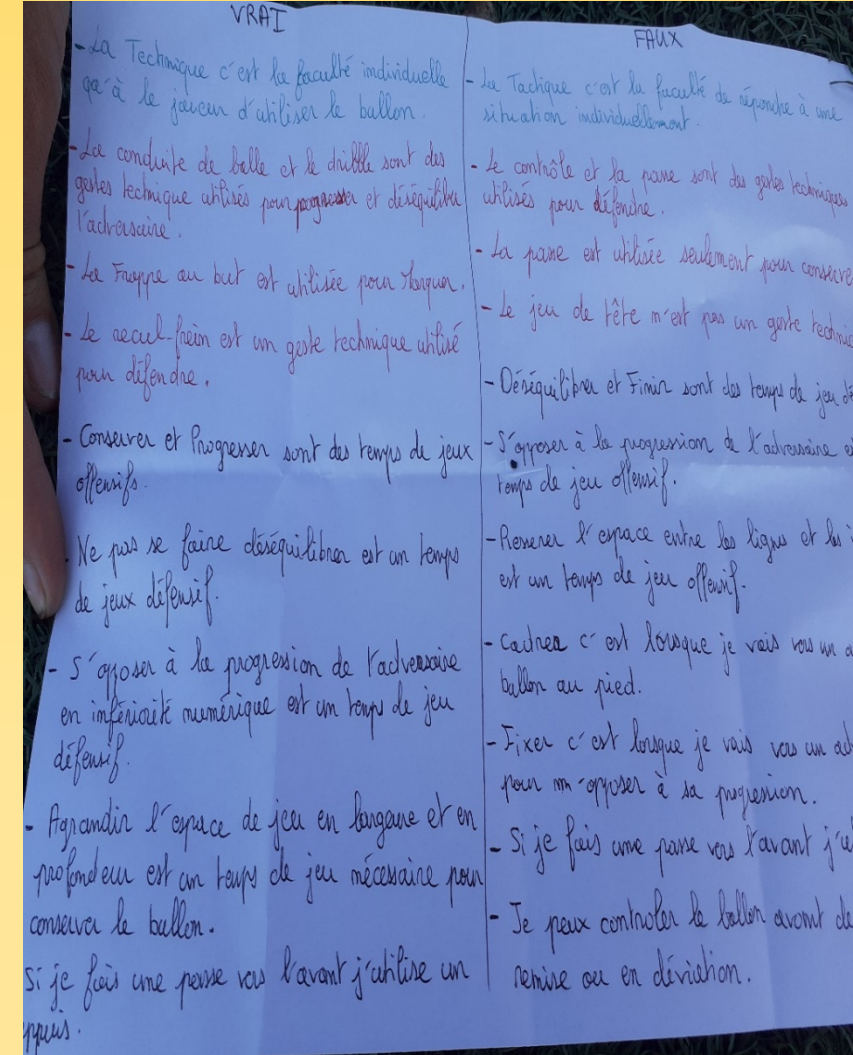 VRAI
- La Technique c'est la faculté individuelle
qu'à le joueur d'utiliser le ballon.
- La conduite de balle et le dribble sont des
gestes technique utilisés pour progresser et déséquilibrer
l'adversaire.
- La Frappe au but est utilisée pour Marquer.
- Le recul-frein est un geste technique utilisé
pour défendre.
- Conserver et Progresser sont des temps de jeux
offensifs.
- Ne pas se faire déséquilibrer est un temps
de jeux défensif.
- S'opposer à la progression de l'adversaire
en infériorité numérique est un temps de jeu
défensif.
- Agrandir l'espace de jeu en largeur et en
profondeur est un temps de jeu nécessaire pour
conserver le ballon.
Si je fais une passe vers l'avant j'utilise un
ppuis.
FAUX
- La Tactique c'est la faculté de répondre à une
situation individuellement.
- Le contrôle et la passe sont des gestes techniques
utilisés pour défendre.
- La passe est utilisée seulement pour conserve
- Le jeu de tête n'est pas un geste technic
- Déséquilibrer et Finir sont des temps de jeu dé
- S'opposer à la progression de l'adversaire e
temps de jeu offensif.
- Resserer l'espace entre les lignes et les i
est un temps de jeu offensif.
- Cadrer c'est lorsque je vais vers un a
ballon au pied.
- Fixer c'est lorsque je vais vers un ad
pour m'opposer à sa progression.
- Si je fais une passe vers l'avant j'u
- Je peux controler le ballon avant de
remise ou en déviation.